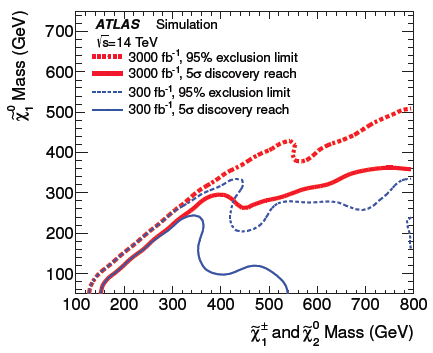 ATLAS Simulation
√s=14 TeV
3000 fb⁻¹, 95% exclusion limit
3000 fb⁻¹, 5σ discovery reach
300 fb⁻¹, 95% exclusion limit
300 fb⁻¹, 5σ discovery reach
χ̃₁⁰ Mass (GeV)
700
600
500
400
300
200
100
100 200 300 400 500 600 700 800
χ̃₁± and χ̃₂⁰ Mass (GeV)